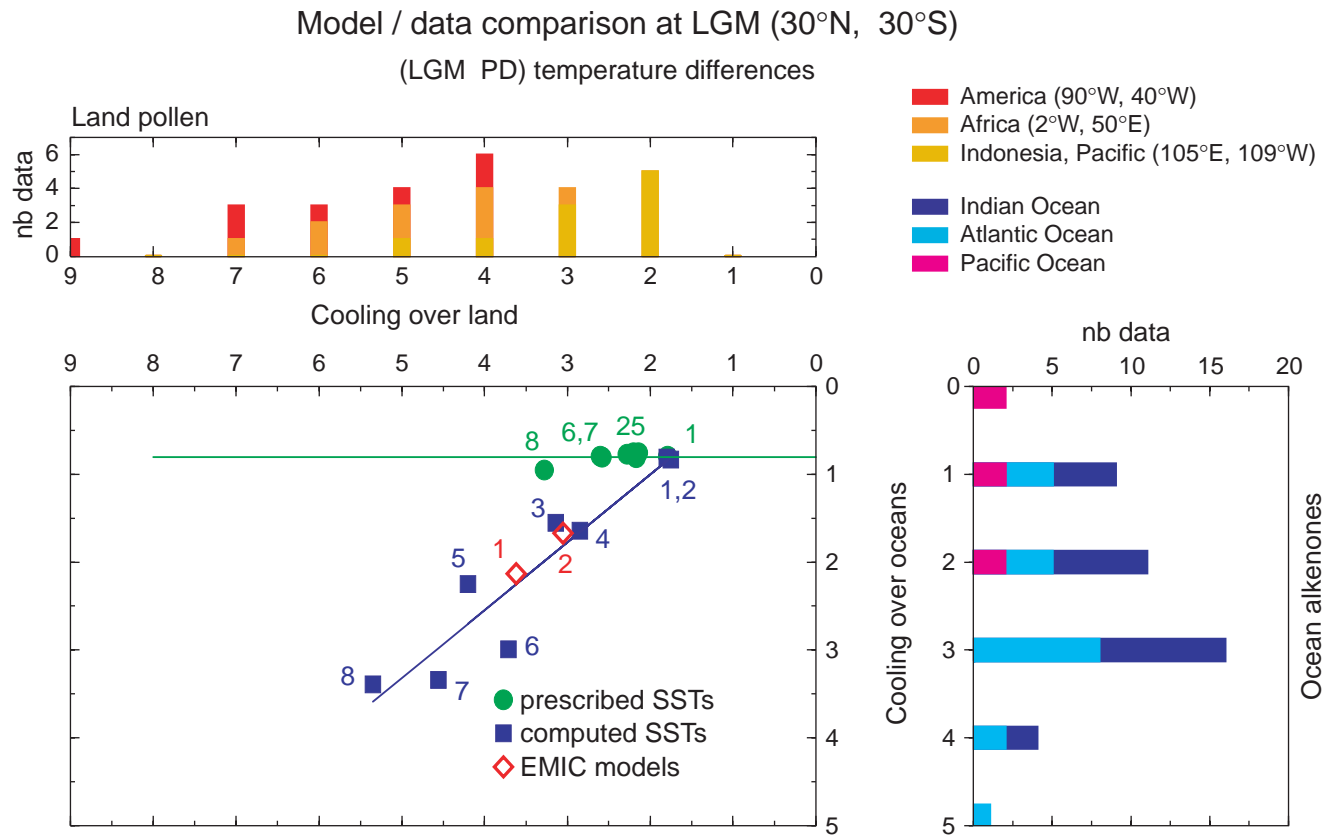 Model / data comparison at LGM (30°N, 30°S)
(LGM PD) temperature differences
Land pollen
nb data
6
4
2
0
9 8 7 6 5 4 3 2 1 0
America (90°W, 40°W)
Africa (2°W, 50°E)
Indonesia, Pacific (105°E, 109°W)
Indian Ocean
Atlantic Ocean
Pacific Ocean
Cooling over land
9 8 7 6 5 4 3 2 1 0
0
1
2
3
4
5
Cooling over oceans
8
6,7
25
1
1,2
3
4
1
2
5
6
7
8
prescribed SSTs
computed SSTs
EMIC models
nb data
0 5 10 15 20
0
1
2
3
4
5
Ocean alkenones